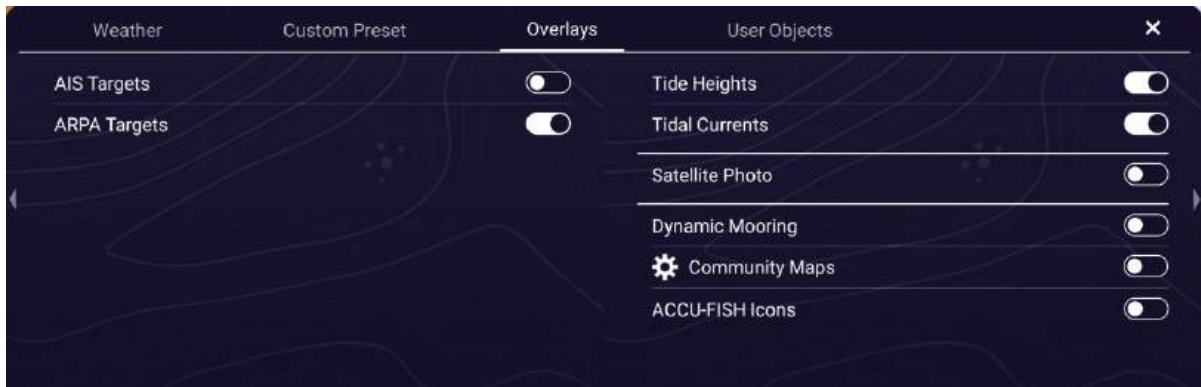 Weather
Custom Preset
Overlays
User Objects
AIS Targets
ARPA Targets
Tide Heights
Tidal Currents
Satellite Photo
Dynamic Mooring
Community Maps
ACCU-FISH Icons